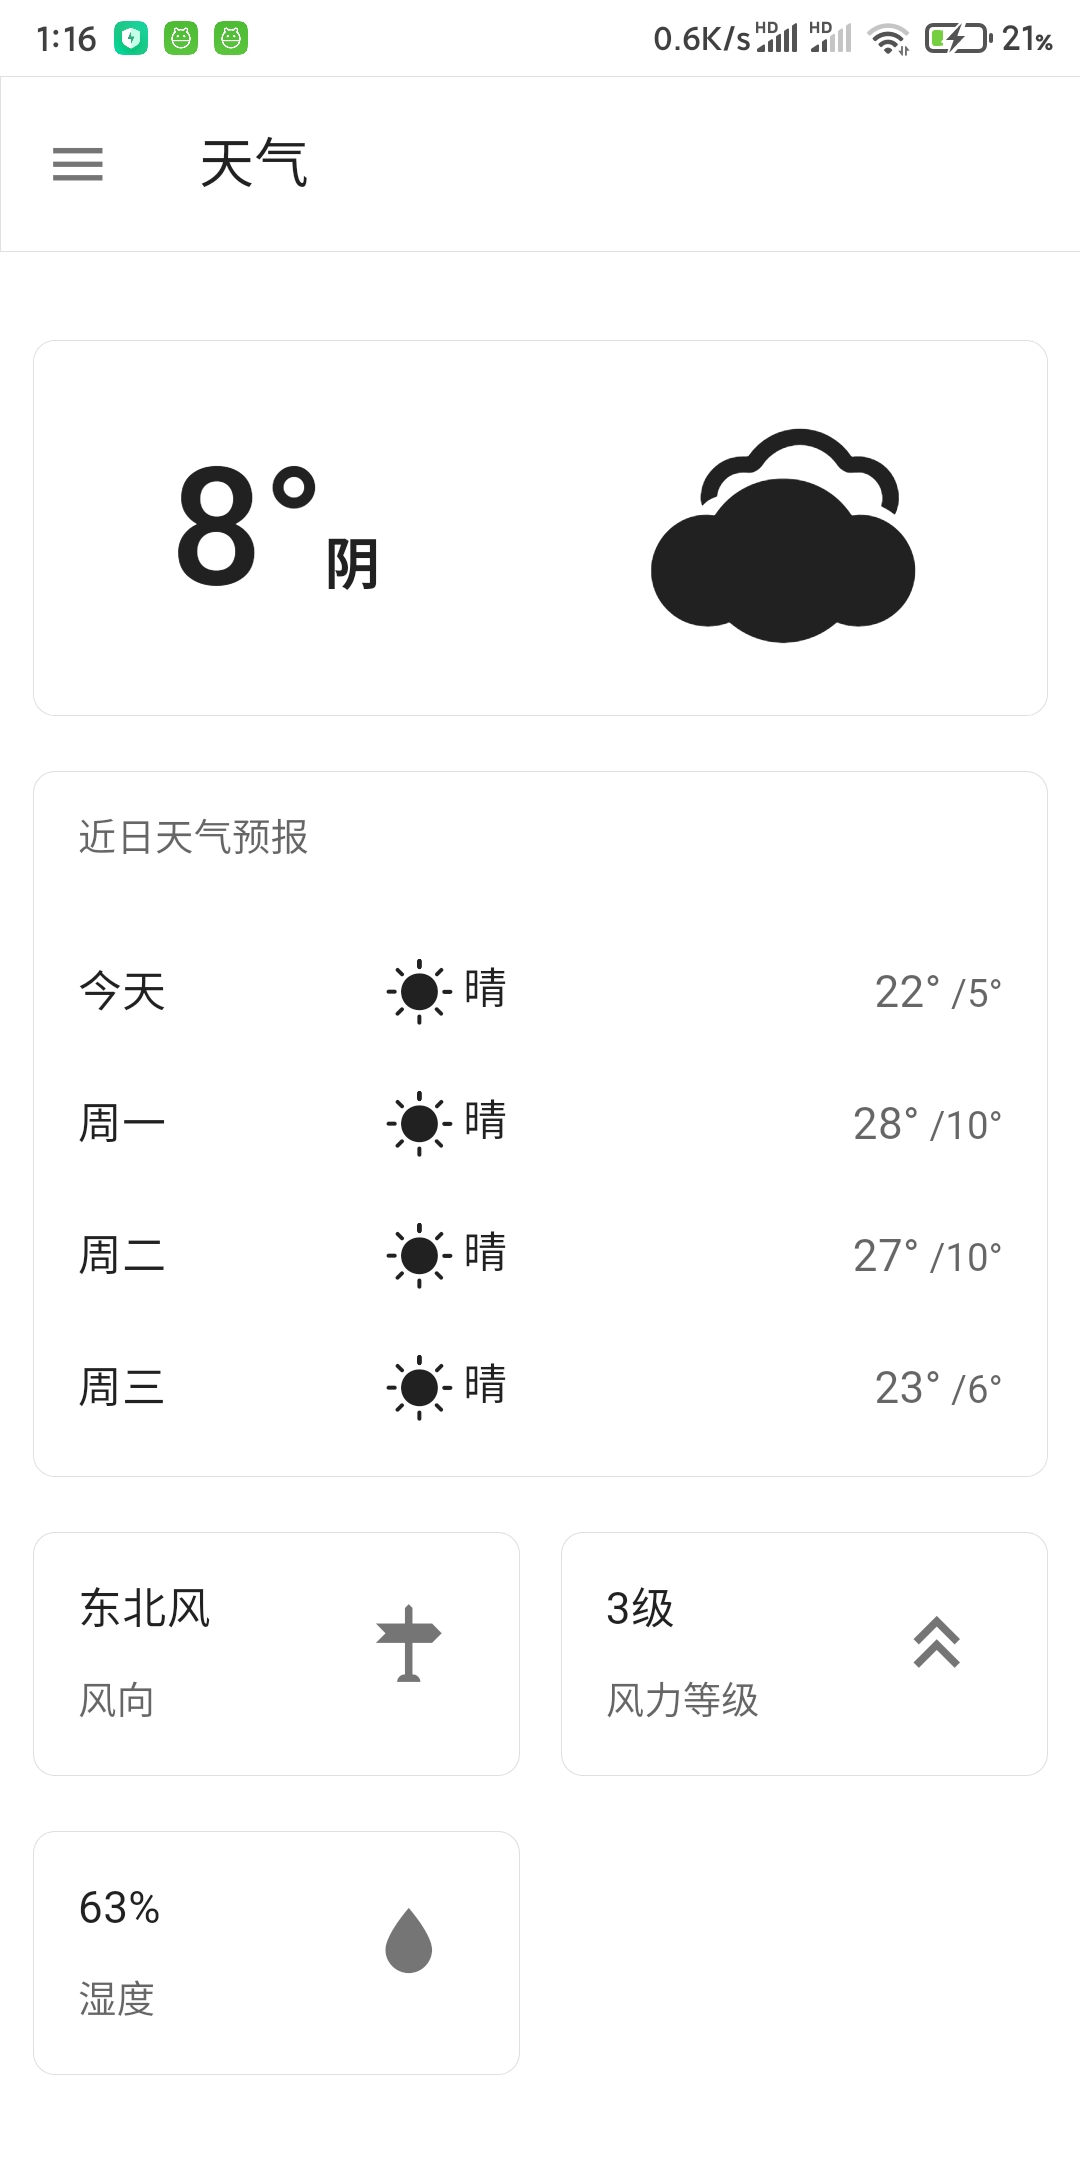 1:16 0.6K/s HD HD 21%
天气
8° 阴
近日天气预报
今天 晴 22° /5°
周一 晴 28° /10°
周二 晴 27° /10°
周三 晴 23° /6°
东北风
风向
3级
风力等级
63%
湿度